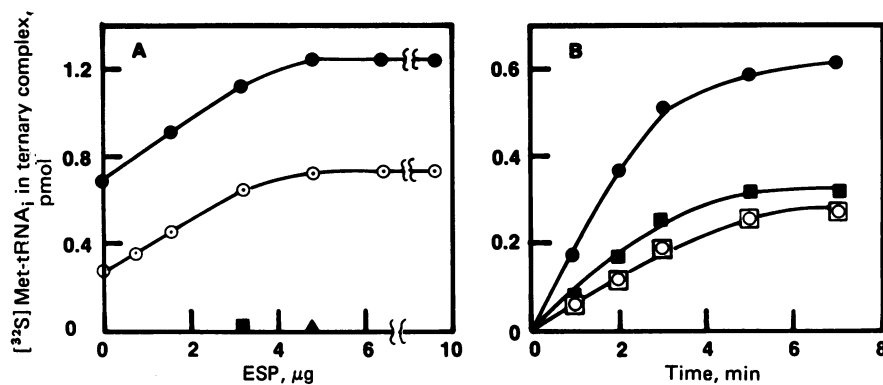 [³²S] Met-tRNAi in ternary complex, pmol
A
1.2
0.8
0.4
0
0 2 4 6 8 10
ESP, μg
B
0.6
0.4
0.2
0
0 2 4 6 8
Time, min